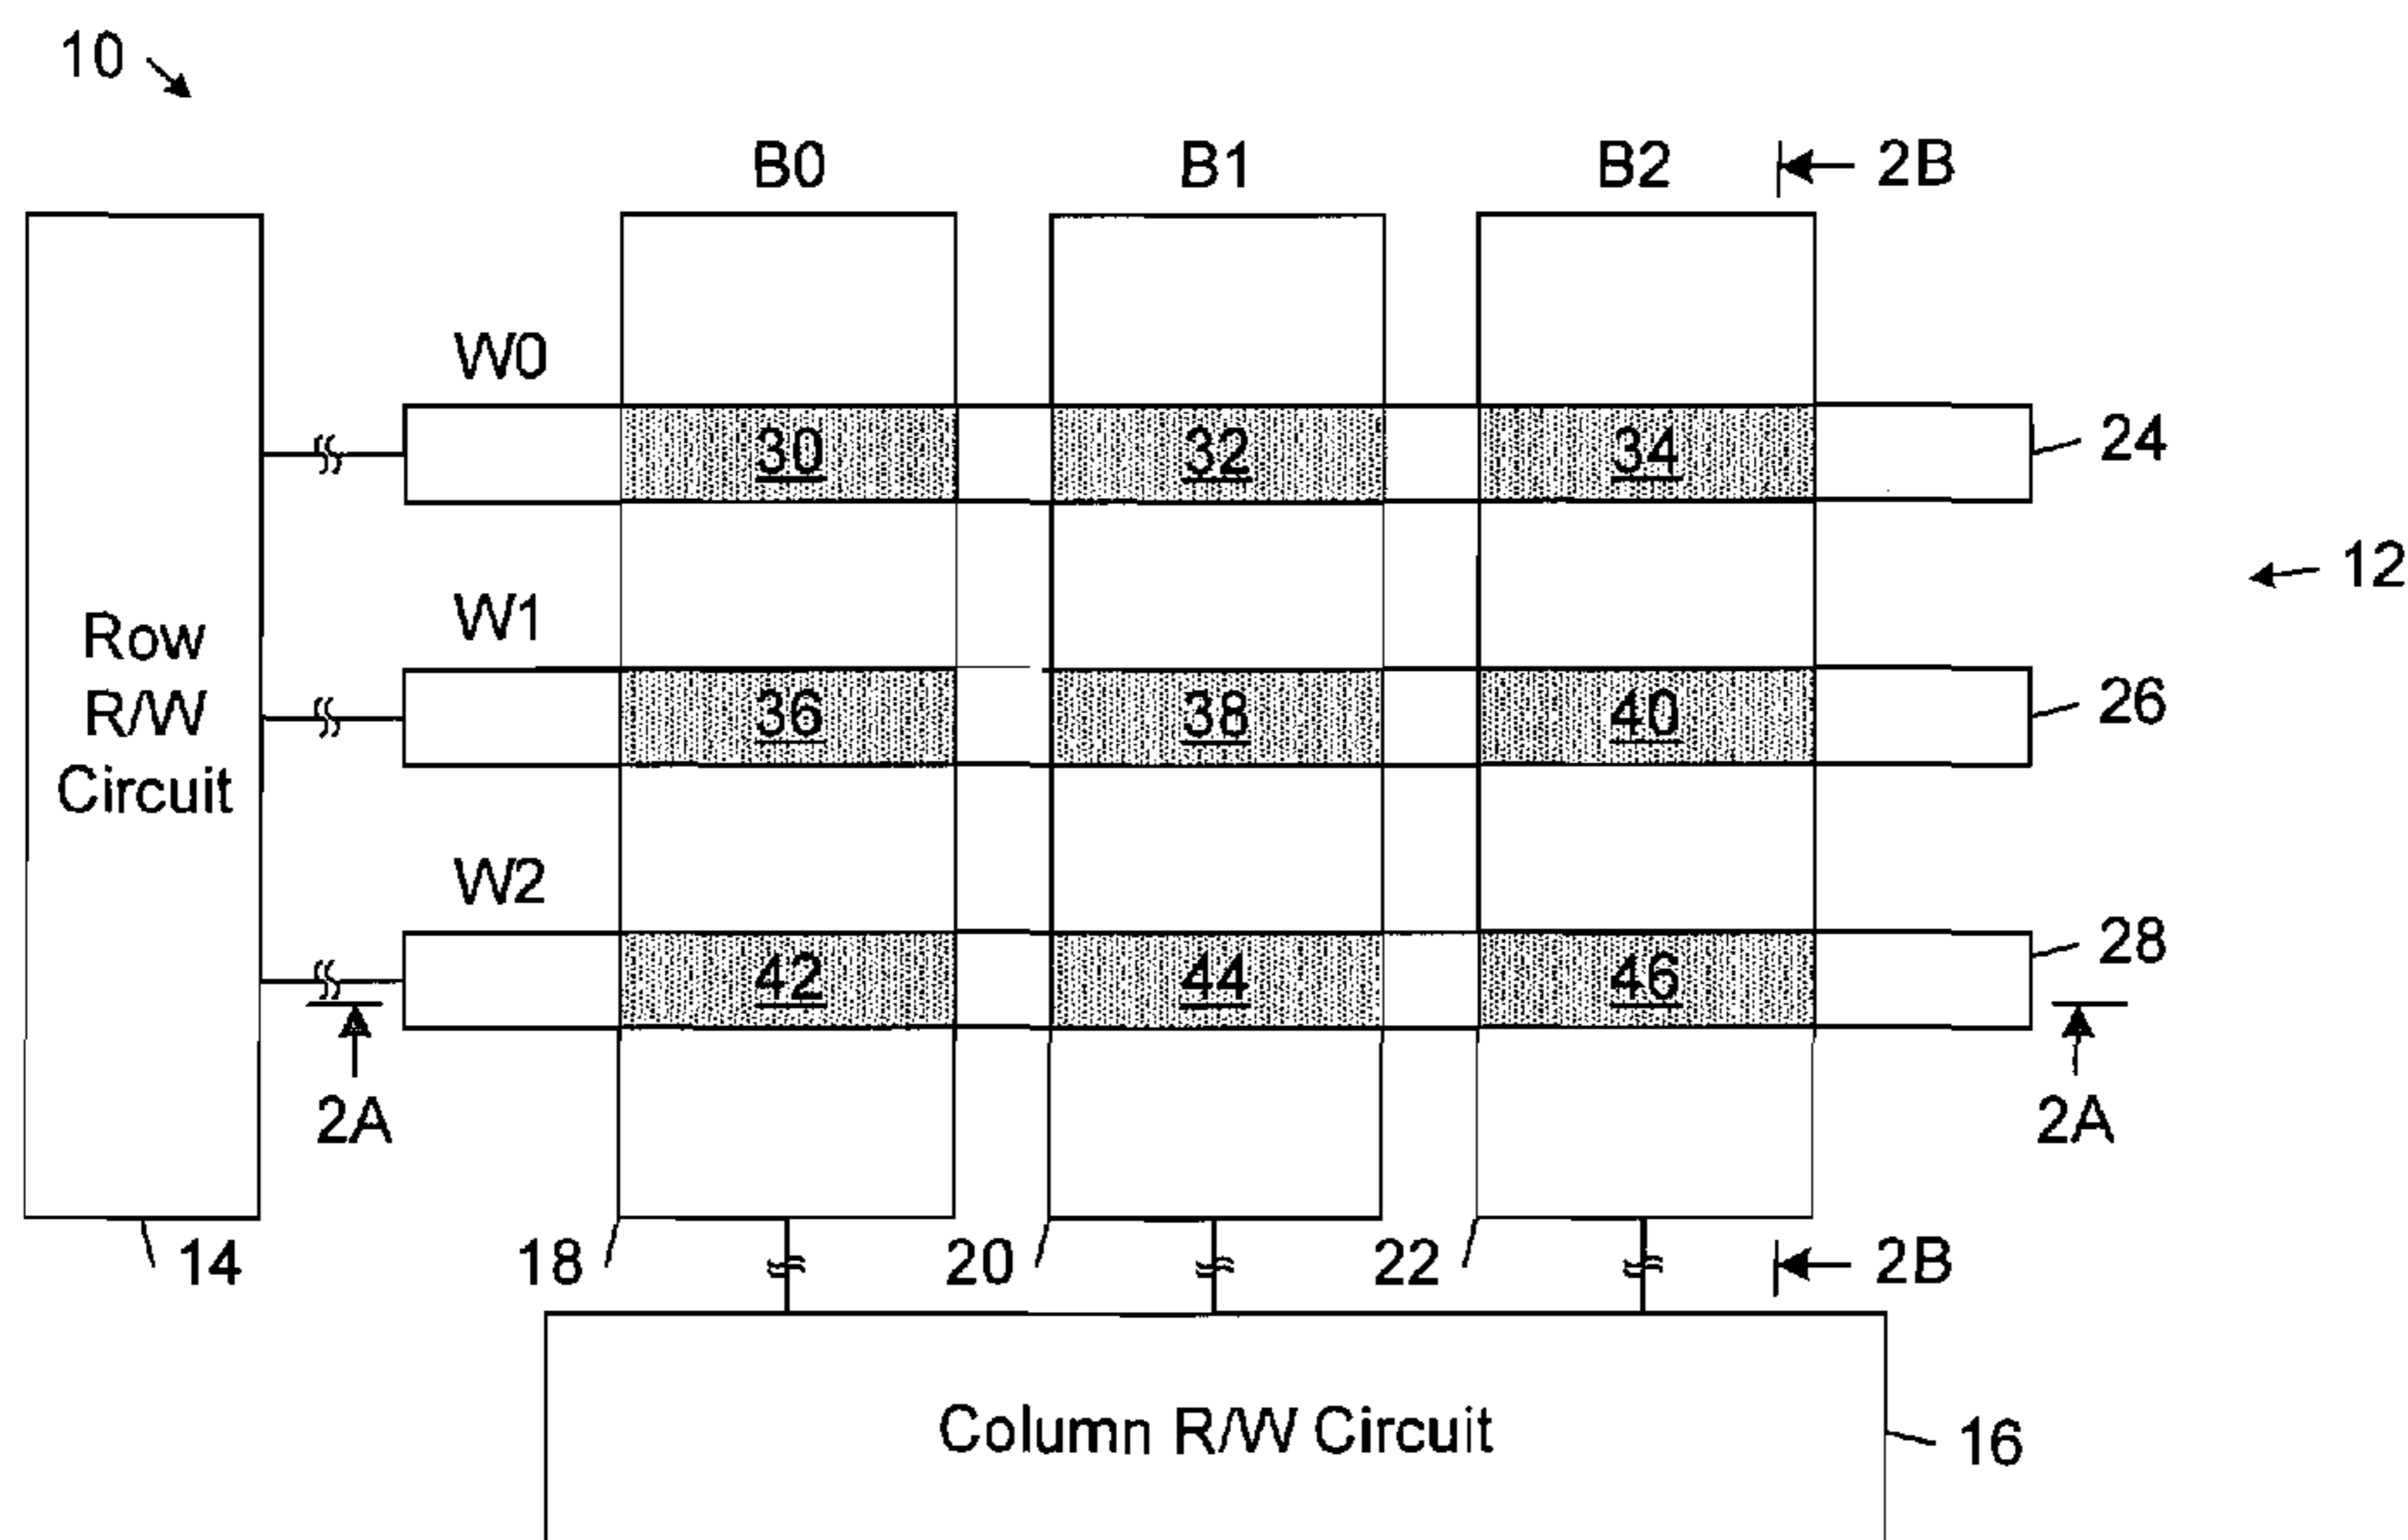 10
B0 B1 B2 2B
W0
30 32 34 24
12
W1
Row
R/W
Circuit
36 38 40 26
W2
42 44 46 28
2A 2A
14 18 20 22 2B
Column R/W Circuit 16